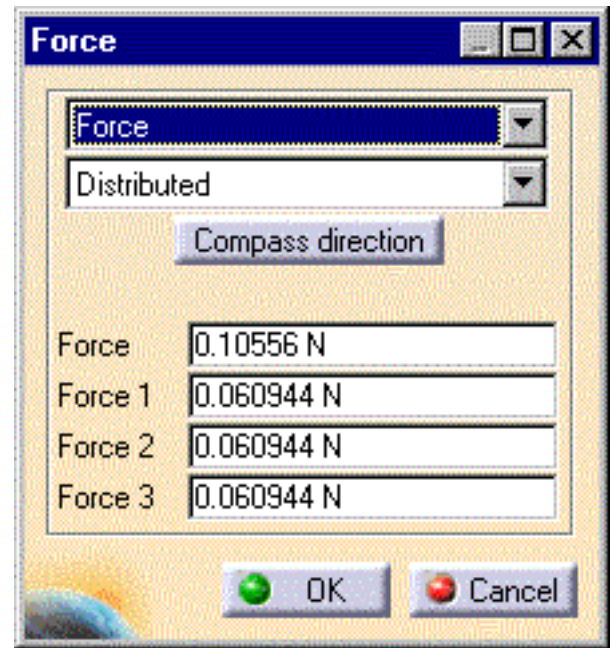 Force
Force
Distributed
Compass direction
Force 0.10556 N
Force 1 0.060944 N
Force 2 0.060944 N
Force 3 0.060944 N
OK Cancel